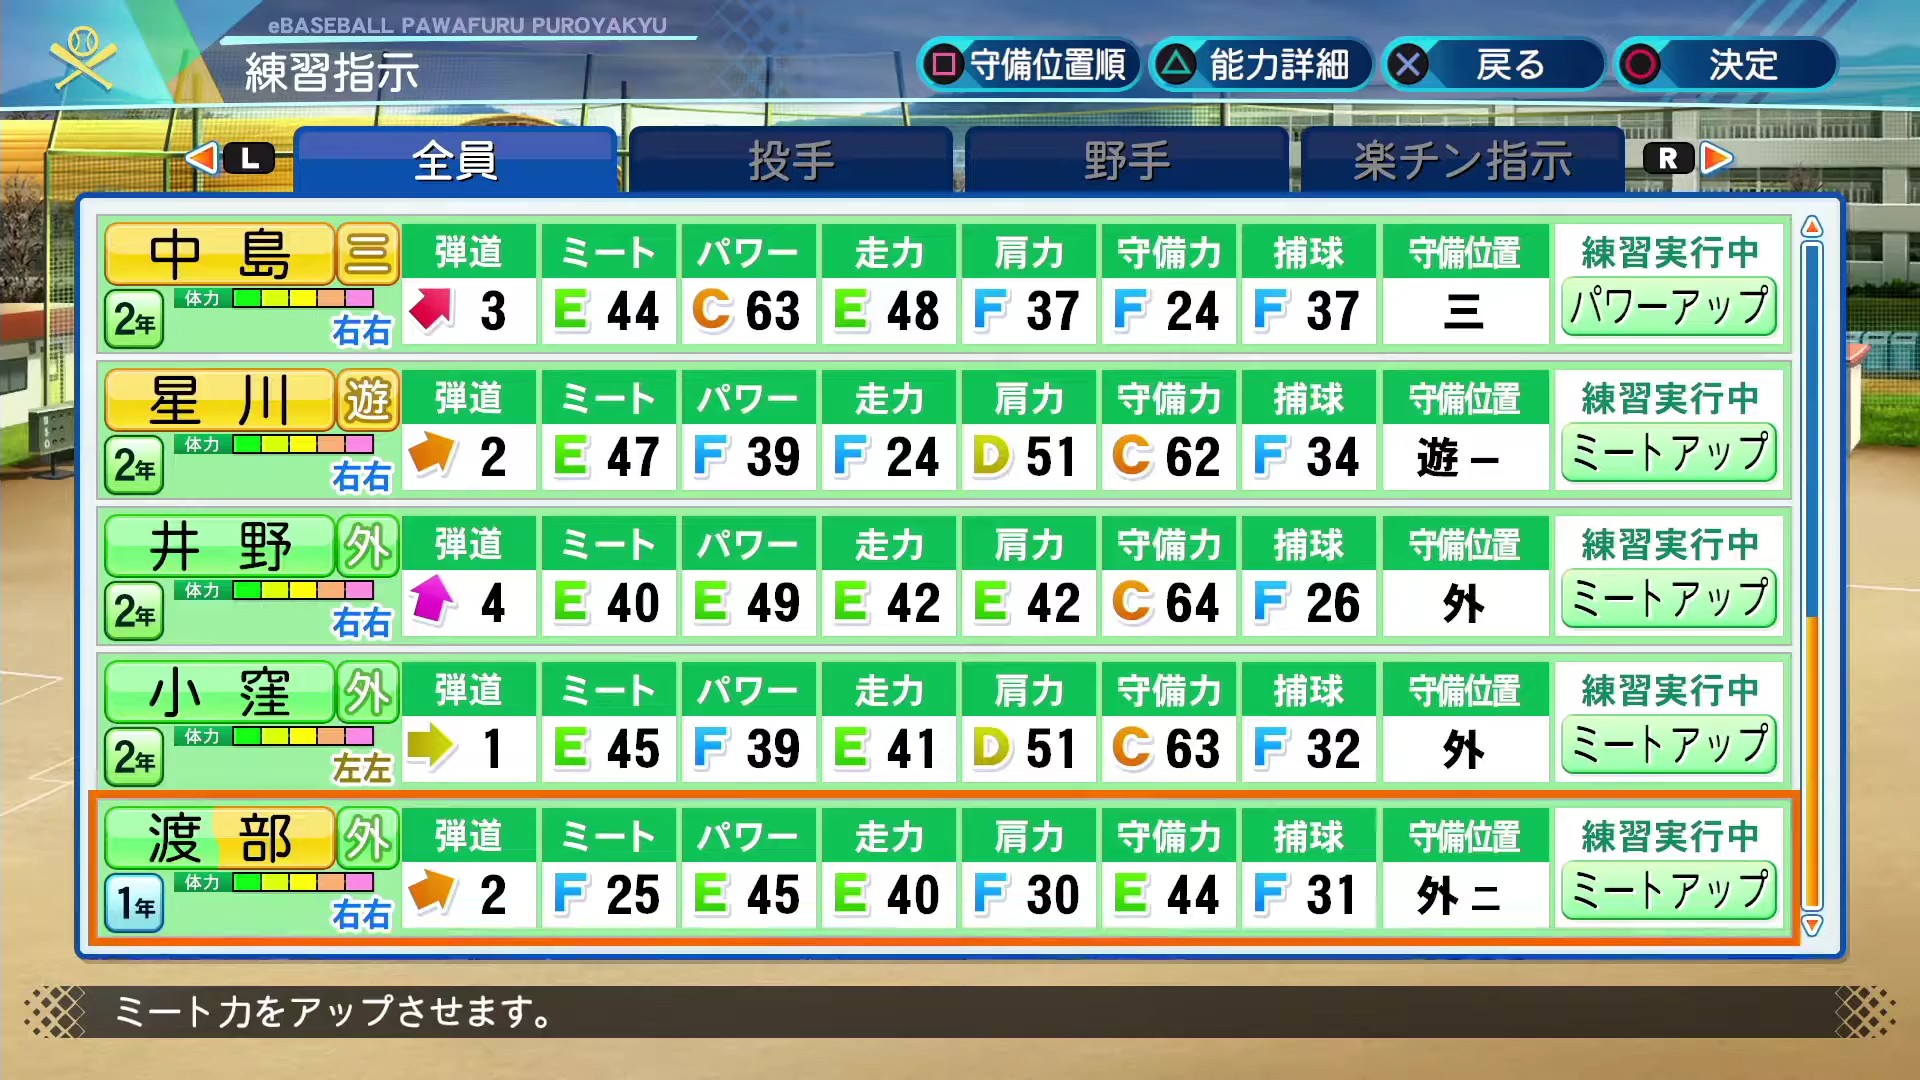 eBASEBALL PAWAFURU PUROYAKYU
練習指示
守備位置順 能力詳細 戻る 決定
L 全員 投手 野手 楽チン指示 R
中島 三 弾道 ミート パワー 走力 肩力 守備力 捕球 守備位置 練習実行中
2年 体力 右右 3 E 44 C 63 E 48 F 37 F 24 F 37 三 パワーアップ
星川 遊 弾道 ミート パワー 走力 肩力 守備力 捕球 守備位置 練習実行中
2年 体力 右右 2 E 47 F 39 F 24 D 51 C 62 F 34 遊一 ミートアップ
井野 外 弾道 ミート パワー 走力 肩力 守備力 捕球 守備位置 練習実行中
2年 体力 右右 4 E 40 E 49 E 42 E 42 C 64 F 26 外 ミートアップ
小窪 外 弾道 ミート パワー 走力 肩力 守備力 捕球 守備位置 練習実行中
2年 体力 左左 1 E 45 F 39 E 41 D 51 C 63 F 32 外 ミートアップ
渡部 外 弾道 ミート パワー 走力 肩力 守備力 捕球 守備位置 練習実行中
1年 体力 右右 2 F 25 E 45 E 40 F 30 E 44 F 31 外二 ミートアップ
ミート力をアップさせます。